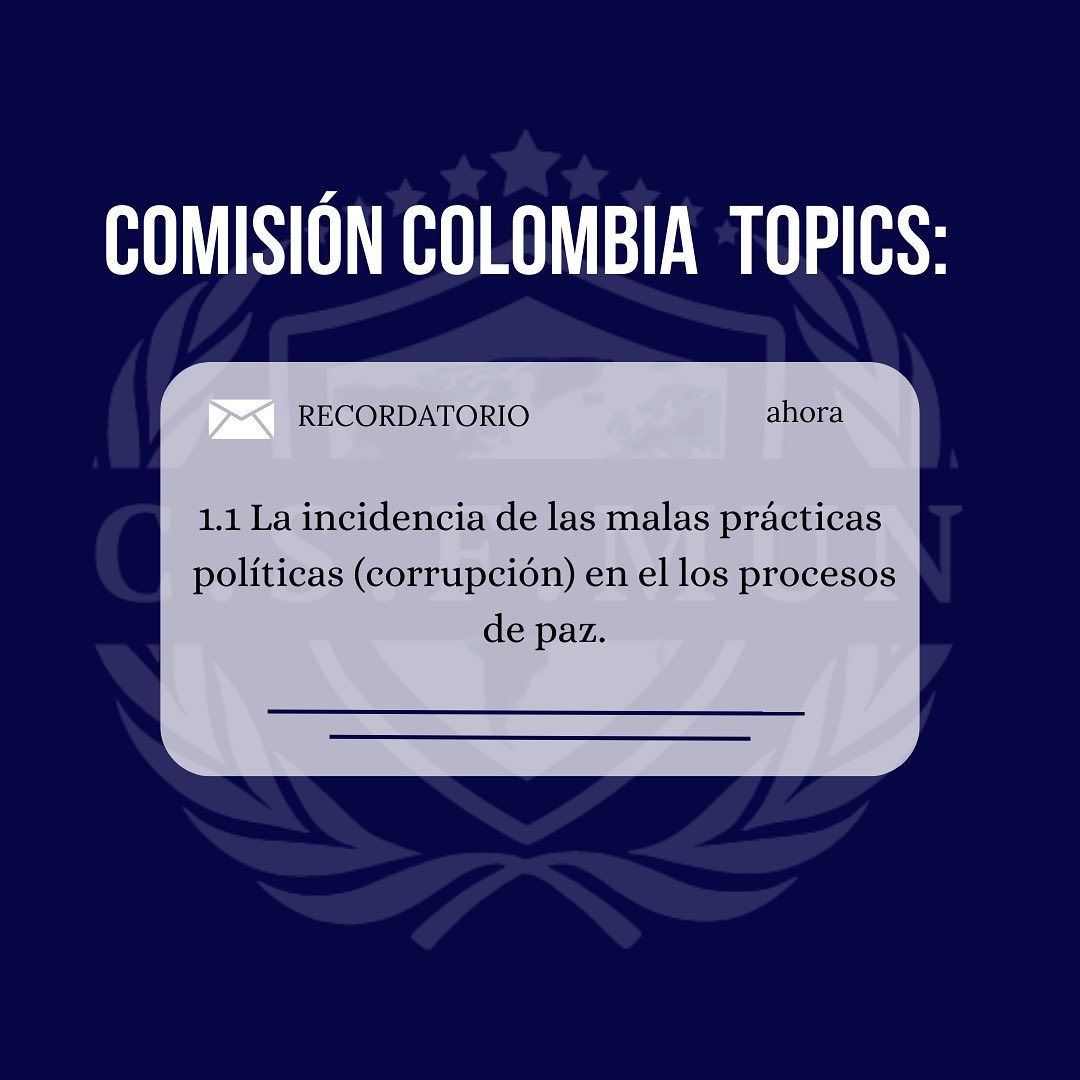 COMISIÓN COLOMBIA TOPICS:
RECORDATORIO ahora
1.1 La incidencia de las malas prácticas
políticas (corrupción) en el los procesos
de paz.
C.S.F.MUN